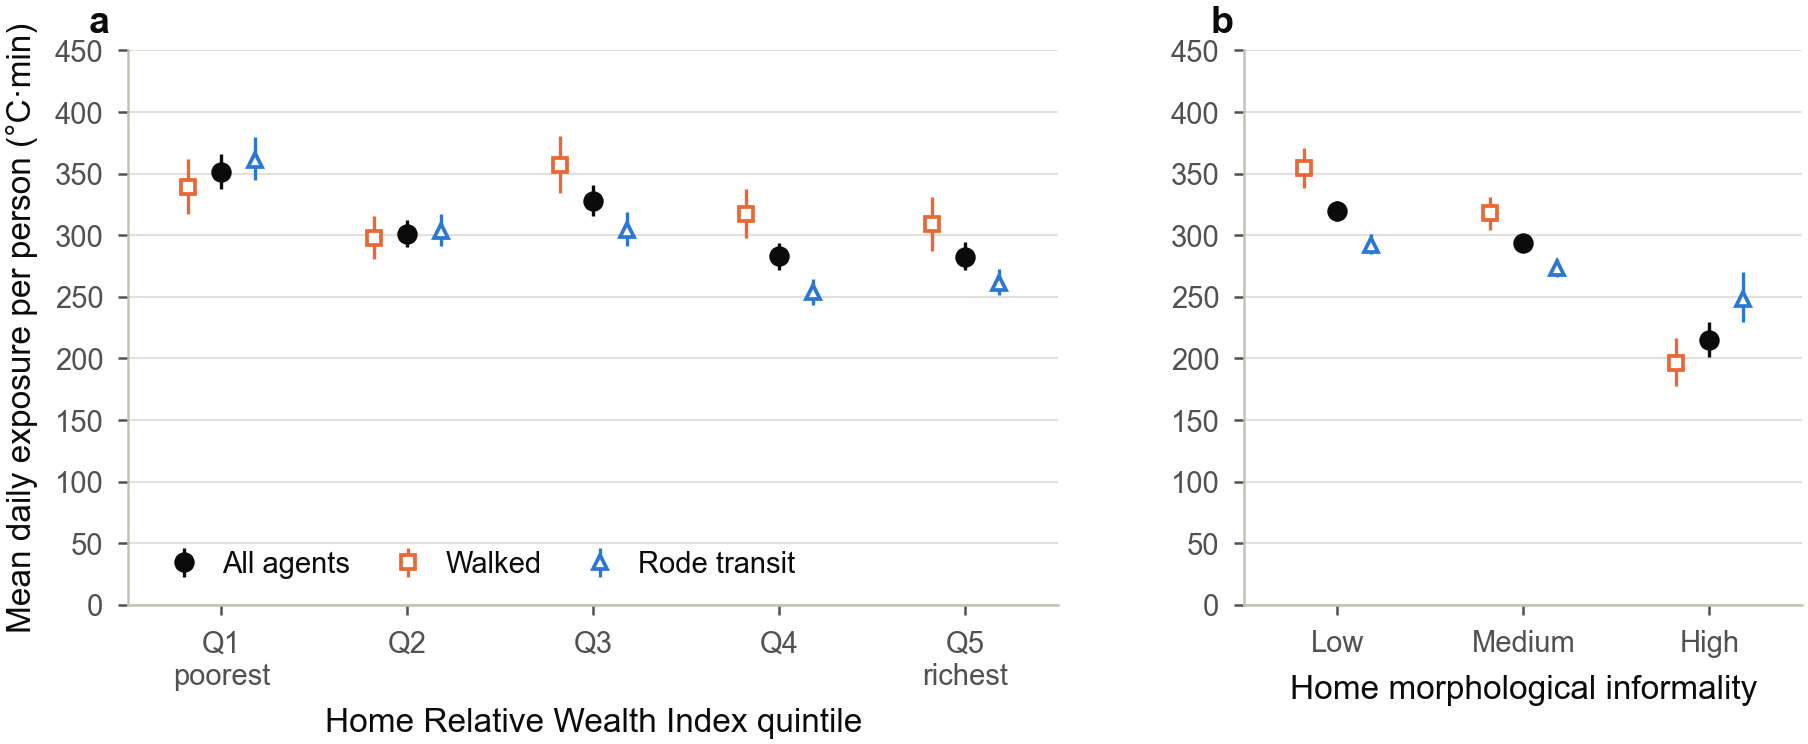 a
Mean daily exposure per person (°C·min)
450
400
350
300
250
200
150
100
50
0
All agents
Walked
Rode transit
Q1
poorest
Q2
Q3
Q4
Q5
richest
Home Relative Wealth Index quintile
b
450
400
350
300
250
200
150
100
50
0
Low
Medium
High
Home morphological informality